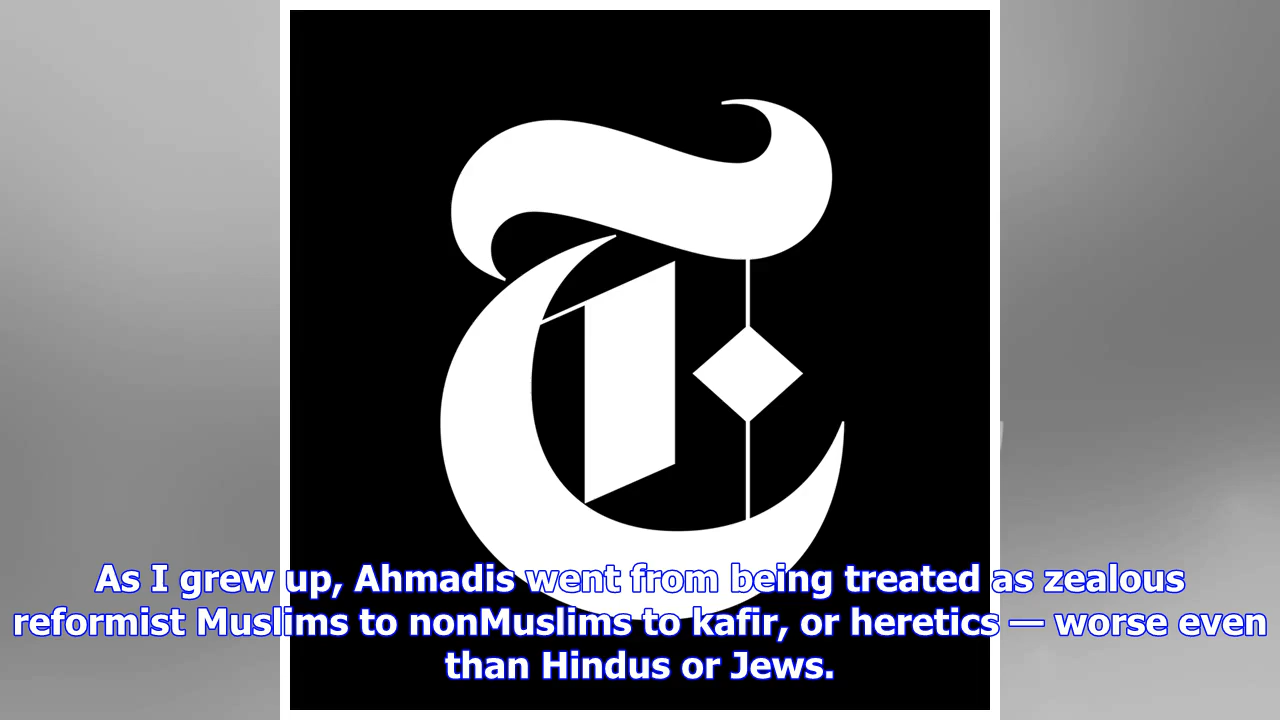 As I grew up, Ahmadis went from being treated as zealous
reformist Muslims to nonMuslims to kafir, or heretics — worse even
than Hindus or Jews.